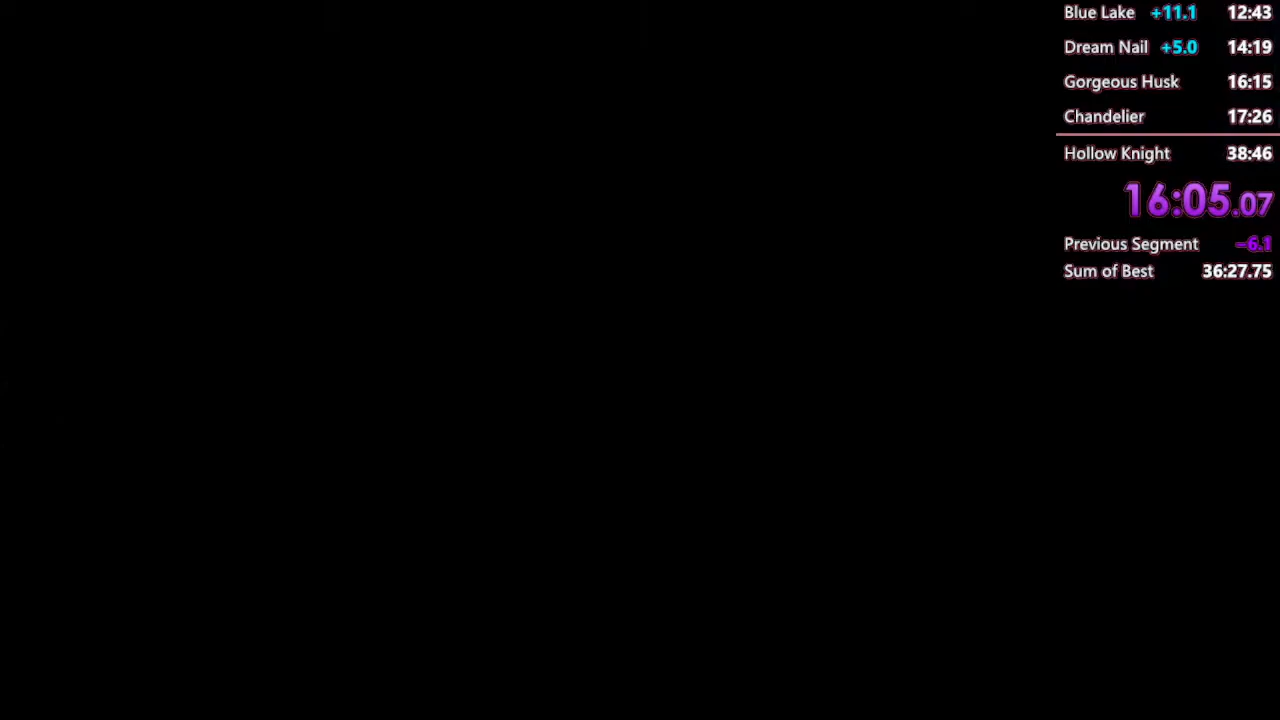 Blue Lake +11.1 12:43
Dream Nail +5.0 14:19
Gorgeous Husk 16:15
Chandelier 17:26
Hollow Knight 38:46
16:05.07
Previous Segment −6.1
Sum of Best 36:27.75